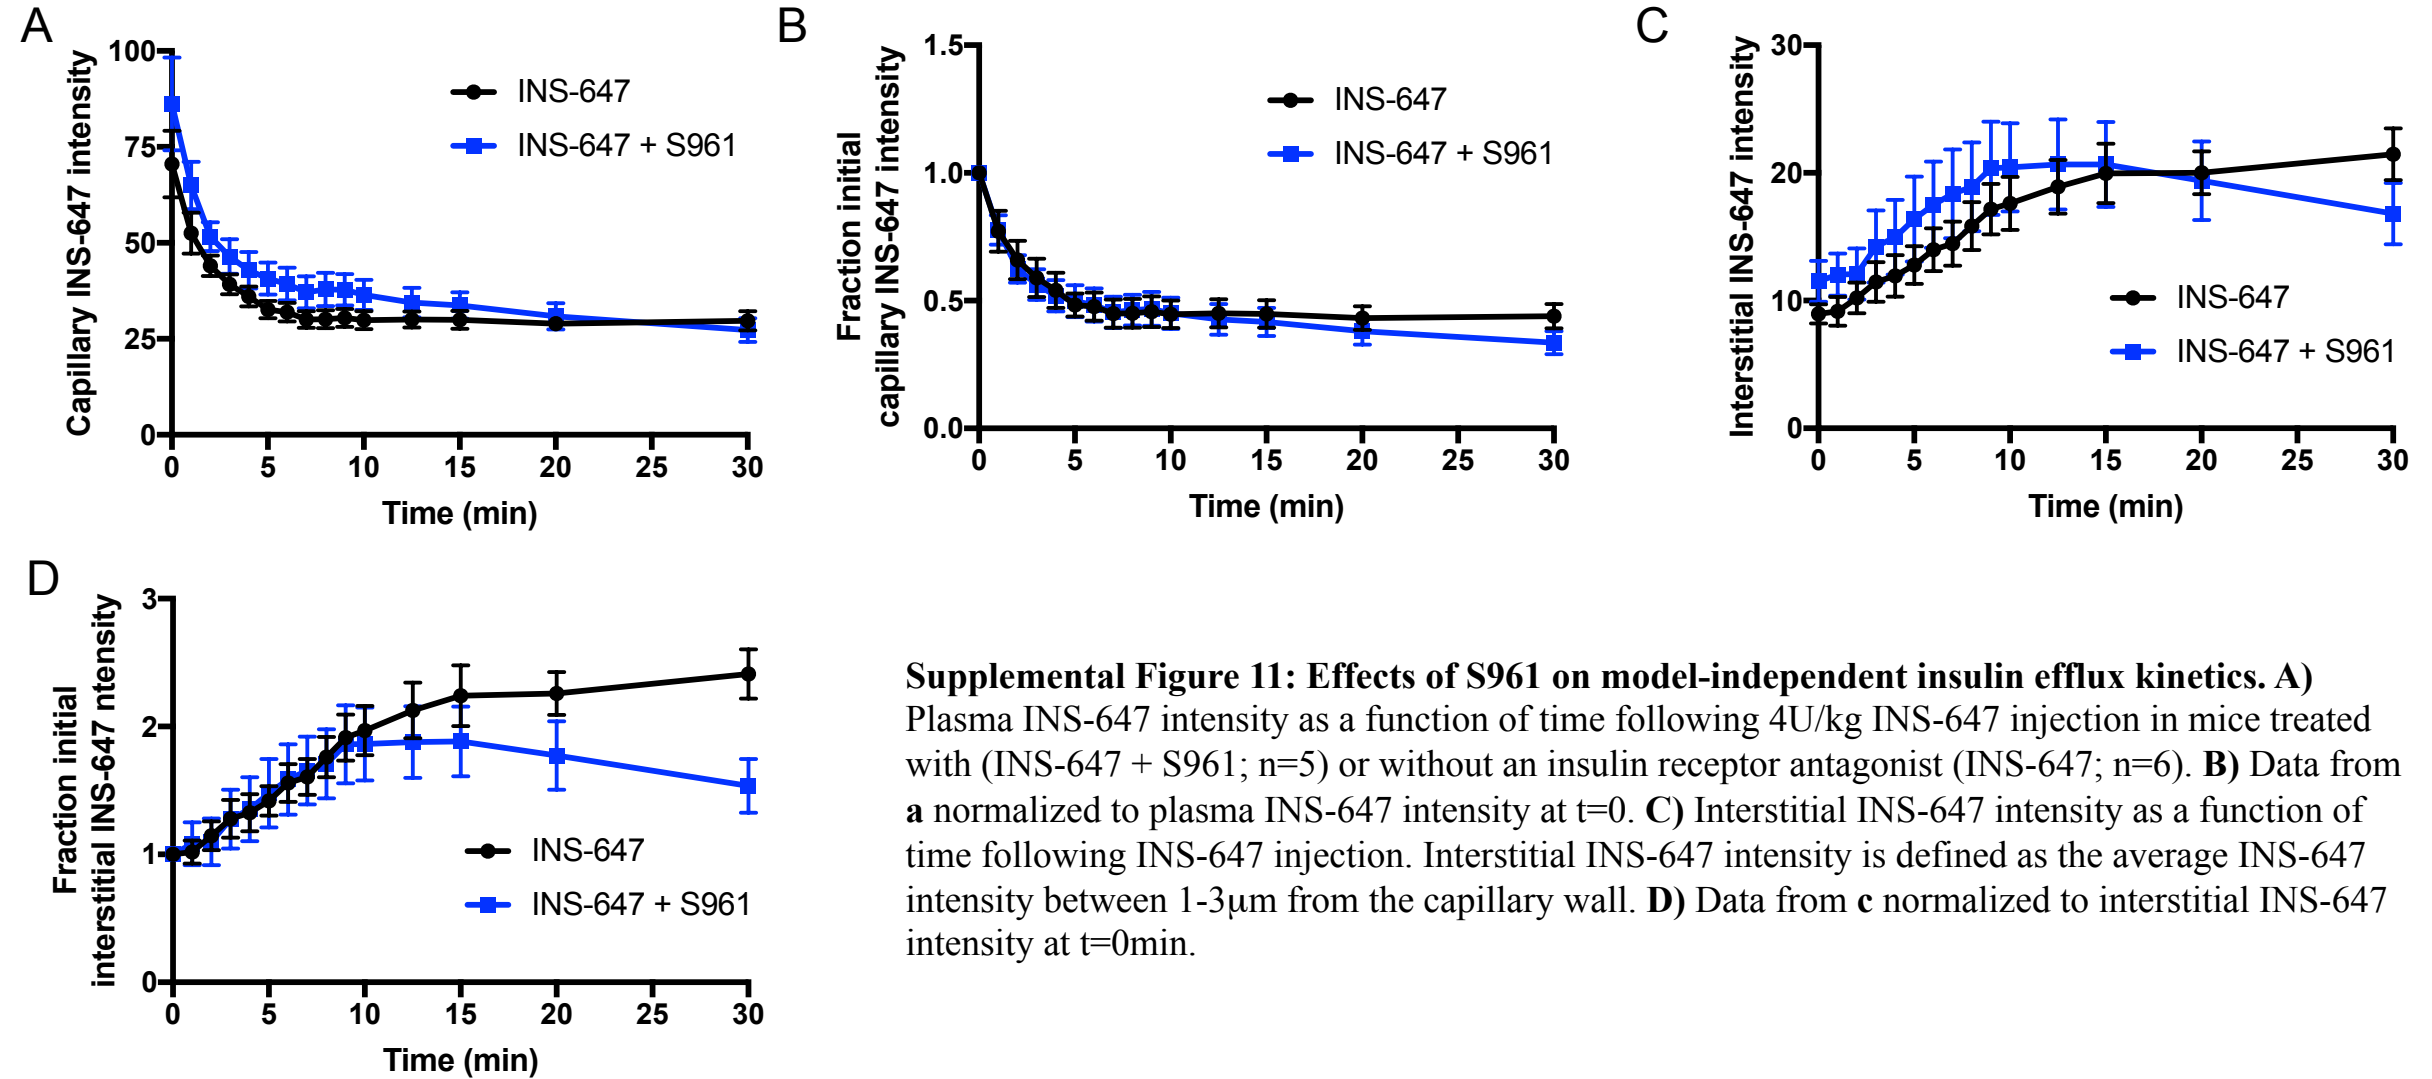 A
Capillary INS-647 intensity
100
75
50
25
0
0 5 10 15 20 25 30
Time (min)
INS-647
INS-647 + S961
B
Fraction initial
capillary INS-647 intensity
1.5
1.0
0.5
0.0
0 5 10 15 20 25 30
Time (min)
INS-647
INS-647 + S961
C
Interstitial INS-647 intensity
30
20
10
0
0 5 10 15 20 25 30
Time (min)
INS-647
INS-647 + S961
D
Fraction initial
interstitial INS-647 ntensity
3
2
1
0
0 5 10 15 20 25 30
Time (min)
INS-647
INS-647 + S961
Supplemental Figure 11: Effects of S961 on model-independent insulin efflux kinetics. A)
Plasma INS-647 intensity as a function of time following 4U/kg INS-647 injection in mice treated
with (INS-647 + S961; n=5) or without an insulin receptor antagonist (INS-647; n=6). B) Data from
a normalized to plasma INS-647 intensity at t=0. C) Interstitial INS-647 intensity as a function of
time following INS-647 injection. Interstitial INS-647 intensity is defined as the average INS-647
intensity between 1-3μm from the capillary wall. D) Data from c normalized to interstitial INS-647
intensity at t=0min.